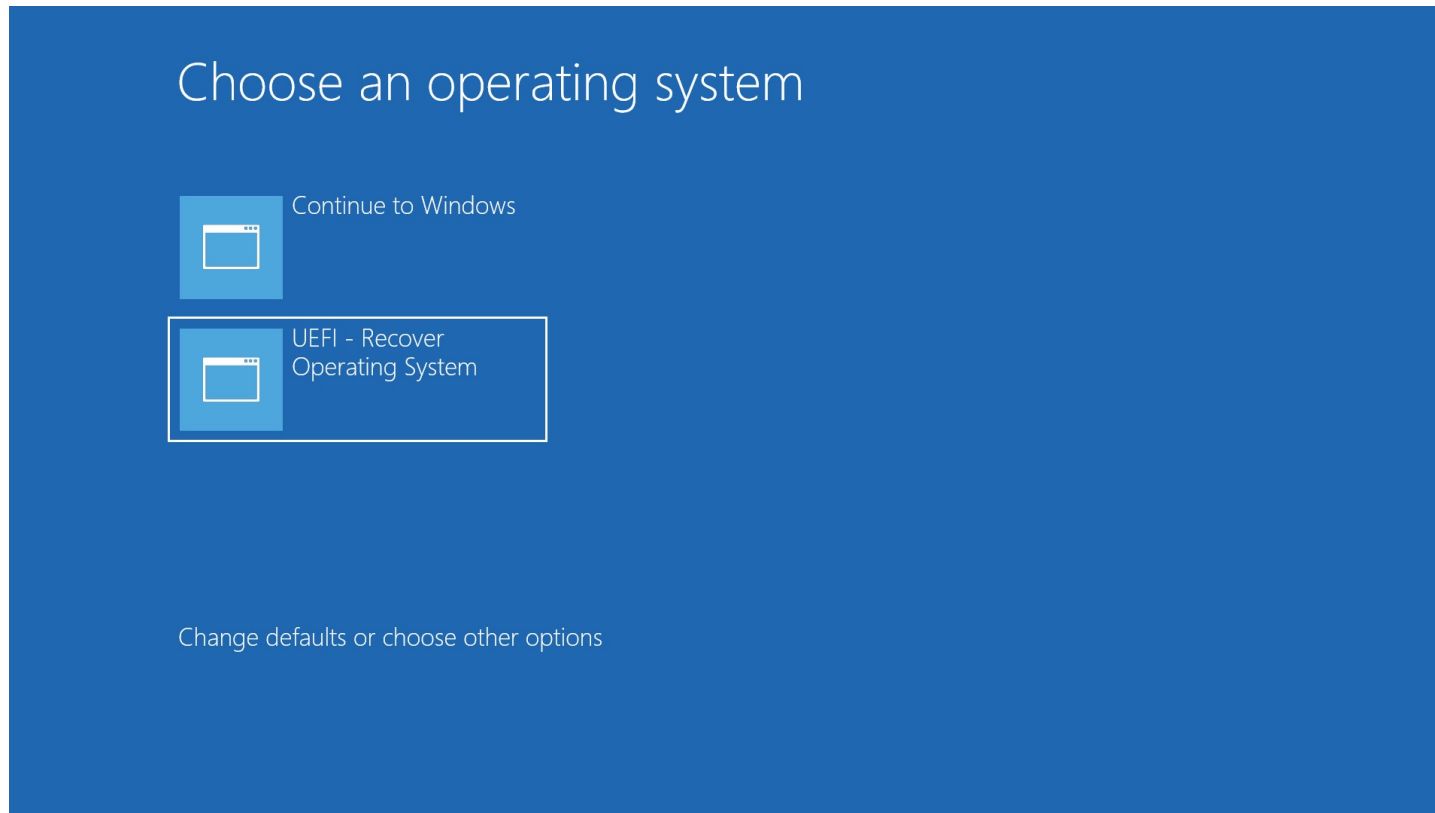 Choose an operating system
Continue to Windows
UEFI - Recover
Operating System
Change defaults or choose other options